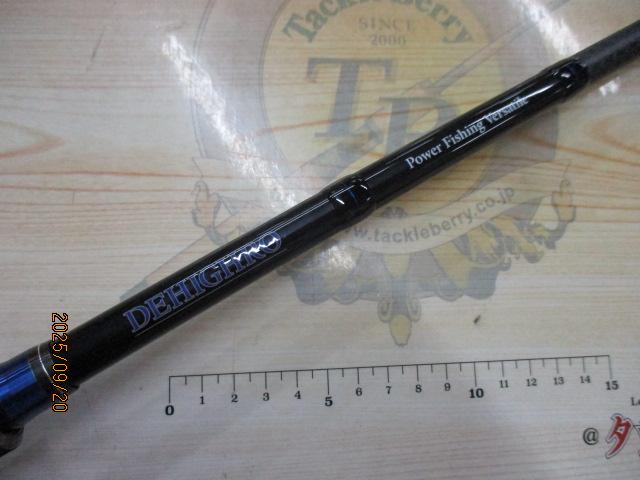 TackleBerry
SINCE
2000
TB
Power Fishing Versatile
www.tackleberry.co.jp
DEHIGHRO
2025/09/20
0 1 2 3 4 5 6 7 8 9 10 11 12 13 14 15
@タ